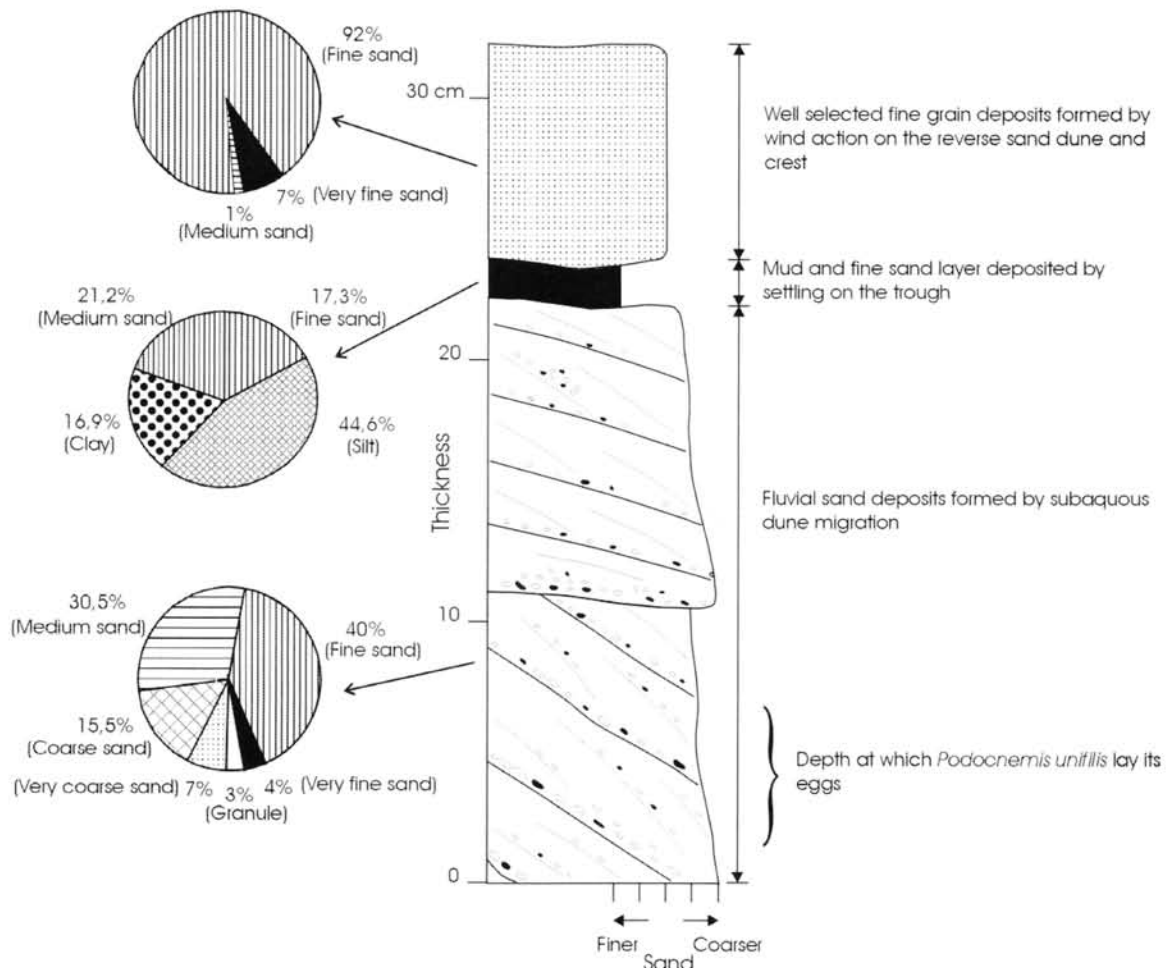 92%
(Fine sand)
7% (Very fine sand)
1%
(Medium sand)
21,2%
(Medium sand)
17,3%
(Fine sand)
16,9%
(Clay)
44,6%
(Silt)
30,5%
(Medium sand)
40%
(Fine sand)
15,5%
(Coarse sand)
(Very coarse sand) 7%
3%
(Granule)
4% (Very fine sand)
30 cm
20
10
0
Thickness
Finer
Coarser
Sand
Well selected fine grain deposits formed by
wind action on the reverse sand dune and
crest
Mud and fine sand layer deposited by
settling on the trough
Fluvial sand deposits formed by subaquous
dune migration
Depth at which Podocnemis unifilis lay its
eggs